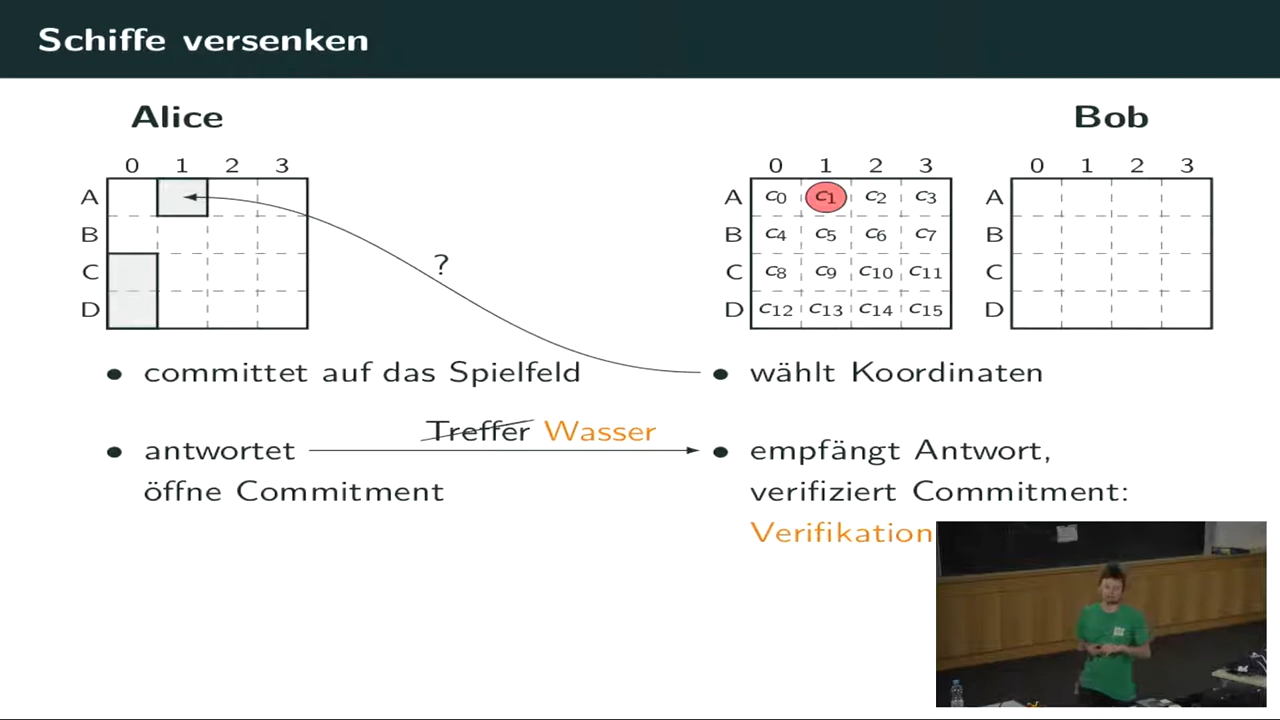 Schiffe versenken
Alice
Bob
0 1 2 3
A
B
C
D
?
0 1 2 3
A c0 c1 c2 c3
B c4 c5 c6 c7
C c8 c9 c10 c11
D c12 c13 c14 c15
0 1 2 3
A
B
C
D
• committet auf das Spielfeld
• wählt Koordinaten
Treffer Wasser
• antwortet
öffne Commitment
• empfängt Antwort,
verifiziert Commitment:
Verifikation